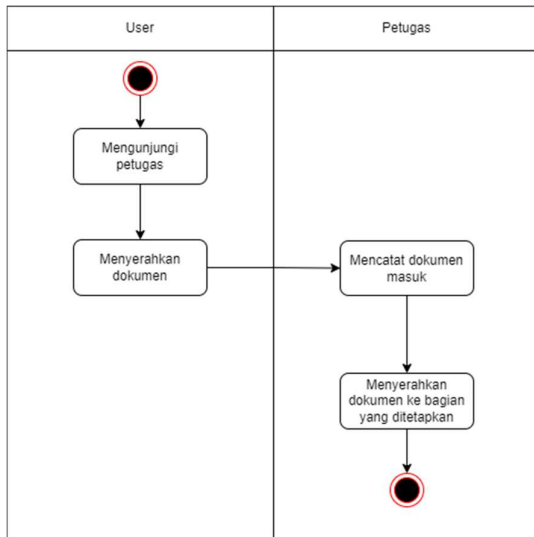 User
Petugas
Mengunjungi
petugas
Menyerahkan
dokumen
Mencatat dokumen
masuk
Menyerahkan
dokumen ke bagian
yang ditetapkan